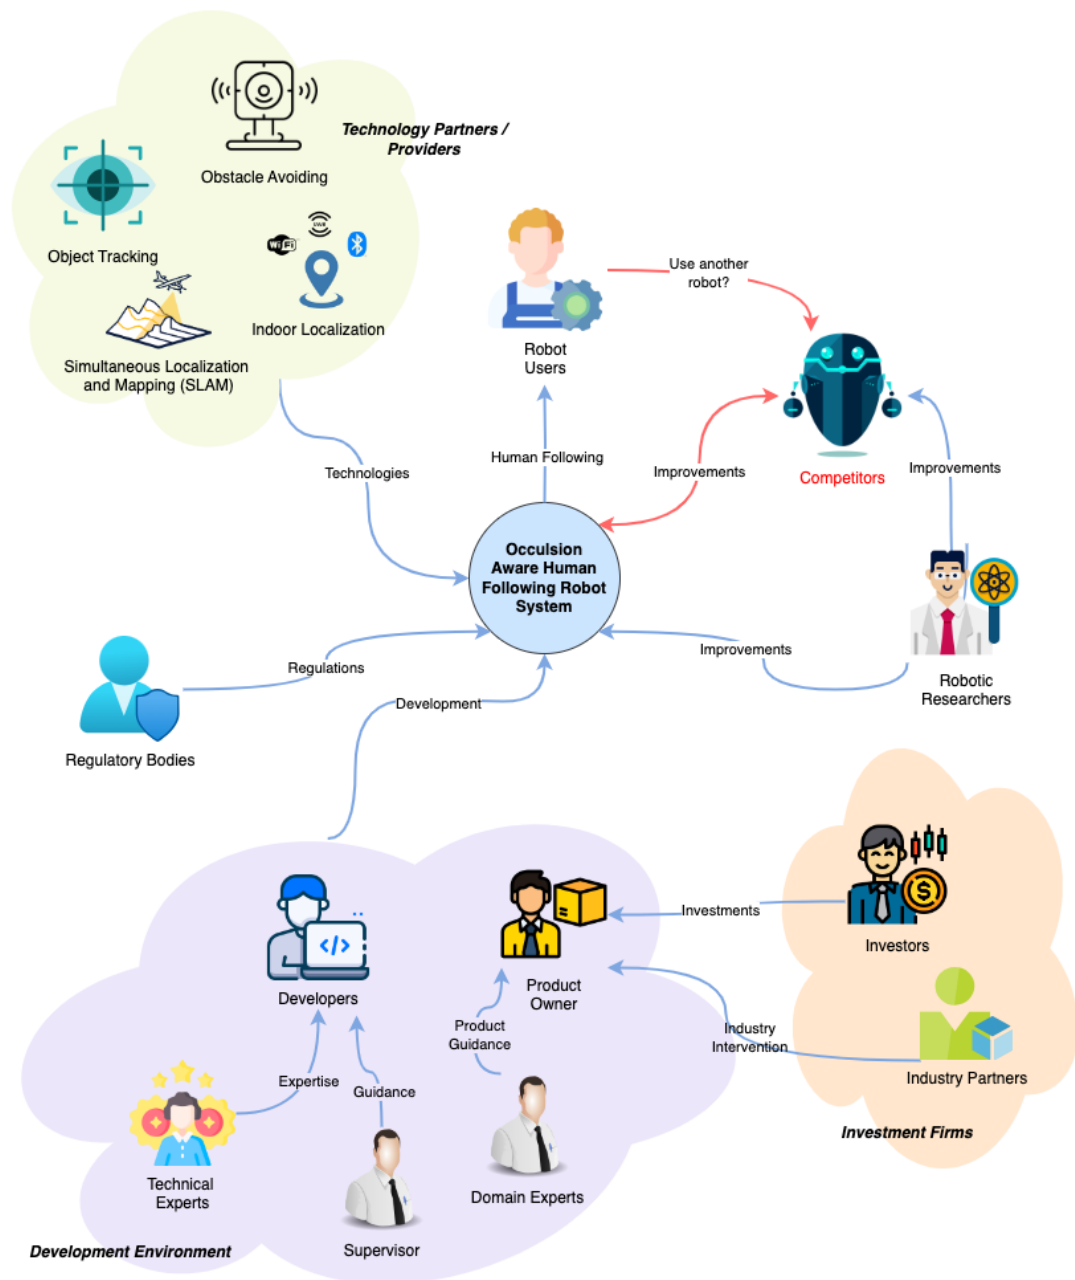 Technology Partners /
Providers
Obstacle Avoiding
Object Tracking
WiFi
Indoor Localization
Simultaneous Localization
and Mapping (SLAM)
Robot
Users
Use another
robot?
Competitors
Technologies
Human Following
Improvements
Improvements
Occulsion
Aware Human
Following Robot
System
Regulations
Regulatory Bodies
Development
Improvements
Robotic
Researchers
</>
Developers
Product
Owner
Investments
$
Investors
Product
Guidance
Industry
Intervention
Industry Partners
Expertise
Guidance
Technical
Experts
Domain Experts
Supervisor
Investment Firms
Development Environment